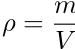 ρ = m/V